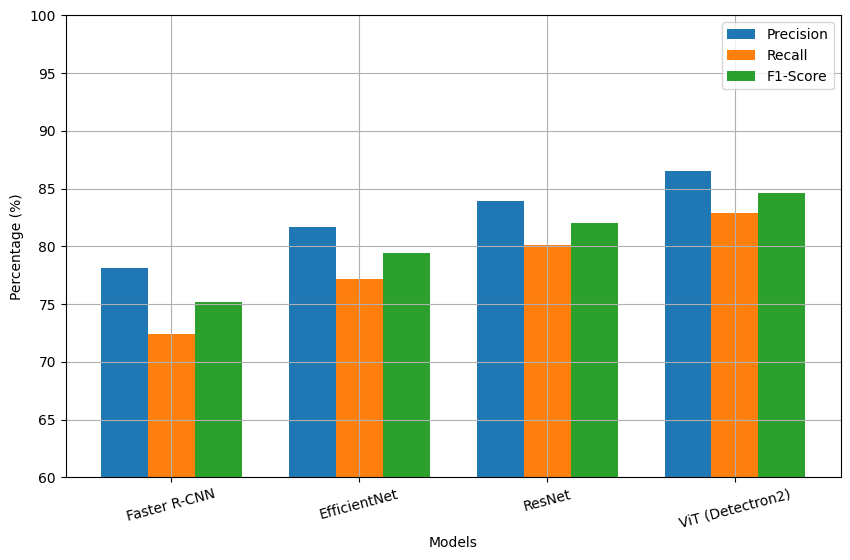 100
95
90
85
80
75
70
65
60
Percentage (%)
Precision
Recall
F1-Score
Faster R-CNN
EfficientNet
ResNet
ViT (Detectron2)
Models